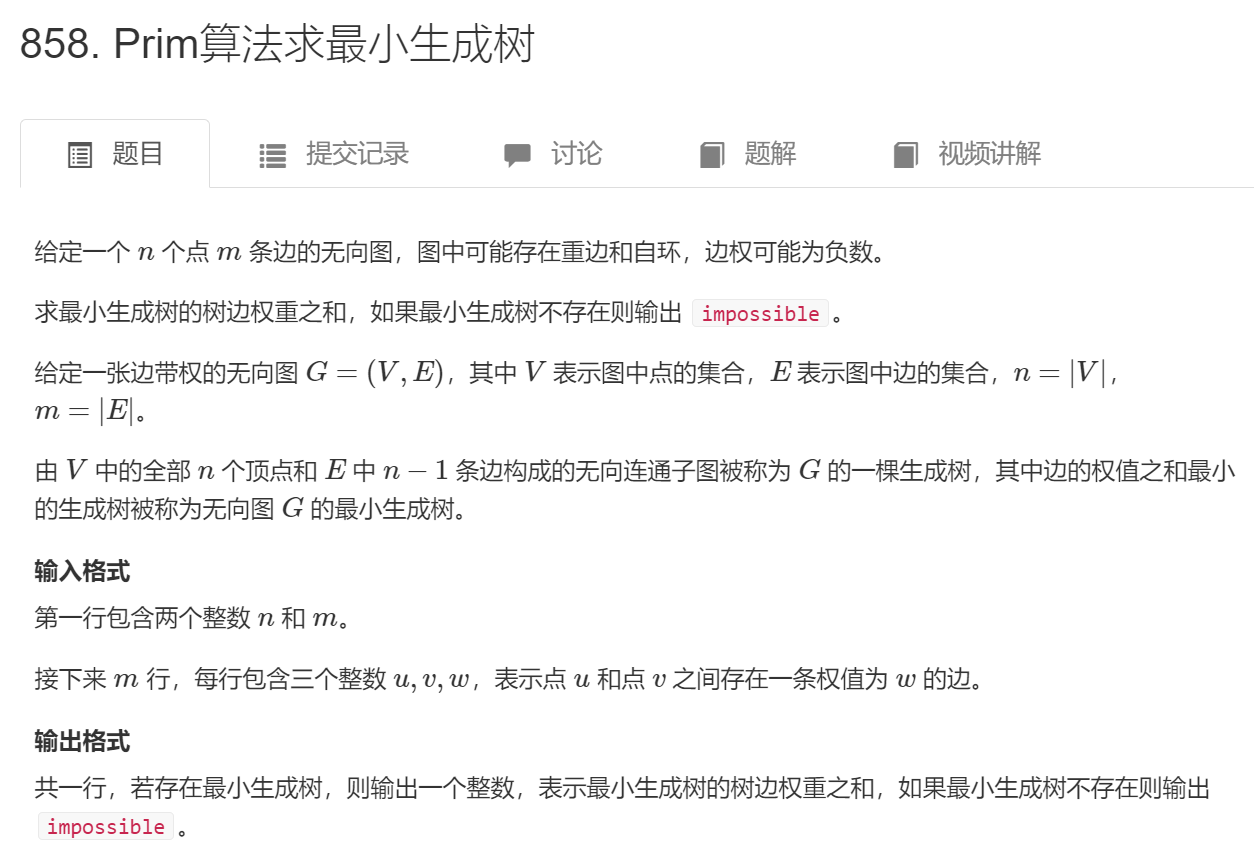 858. Prim算法求最小生成树
题目 提交记录 讨论 题解 视频讲解
给定一个 n 个点 m 条边的无向图，图中可能存在重边和自环，边权可能为负数。
求最小生成树的树边权重之和，如果最小生成树不存在则输出 impossible 。
给定一张边带权的无向图 G = (V, E)，其中 V 表示图中点的集合，E 表示图中边的集合，n = |V|，
m = |E|。
由 V 中的全部 n 个顶点和 E 中 n − 1 条边构成的无向连通子图被称为 G 的一棵生成树，其中边的权值之和最小
的生成树被称为无向图 G 的最小生成树。
输入格式
第一行包含两个整数 n 和 m。
接下来 m 行，每行包含三个整数 u, v, w，表示点 u 和点 v 之间存在一条权值为 w 的边。
输出格式
共一行，若存在最小生成树，则输出一个整数，表示最小生成树的树边权重之和，如果最小生成树不存在则输出
impossible 。